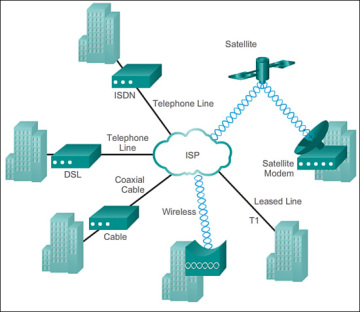 Satellite
ISDN
Telephone Line
Telephone
Line
DSL
ISP
Satellite
Modem
Coaxial
Cable
Cable
Wireless
Leased Line
T1